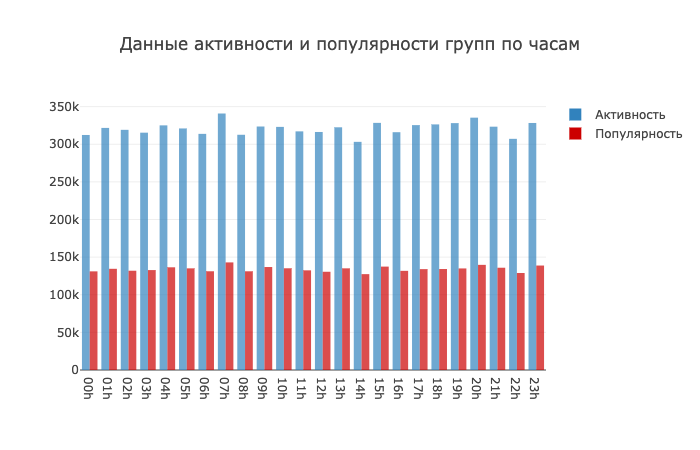 Данные активности и популярности групп по часам
350k
300k
250k
200k
150k
100k
50k
0
00h
01h
02h
03h
04h
05h
06h
07h
08h
09h
10h
11h
12h
13h
14h
15h
16h
17h
18h
19h
20h
21h
22h
23h
Активность
Популярность